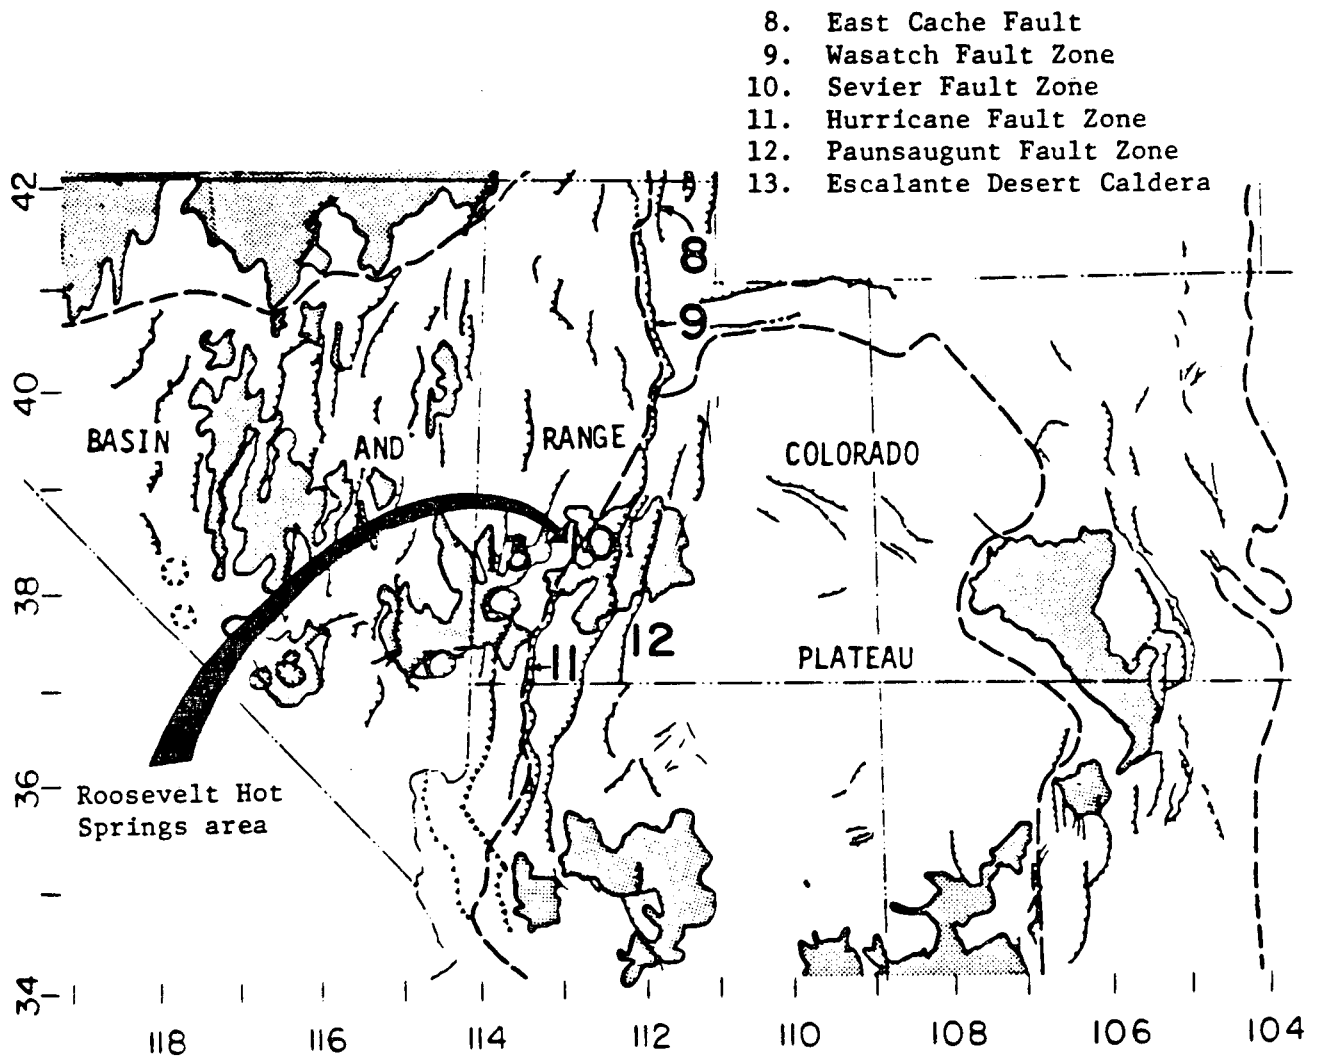 8. East Cache Fault
9. Wasatch Fault Zone
10. Sevier Fault Zone
11. Hurricane Fault Zone
12. Paunsaugunt Fault Zone
13. Escalante Desert Caldera
42
8
9
40
BASIN AND RANGE
COLORADO
38
12
11
PLATEAU
36
Roosevelt Hot
Springs area
34
118 116 114 112 110 108 106 104